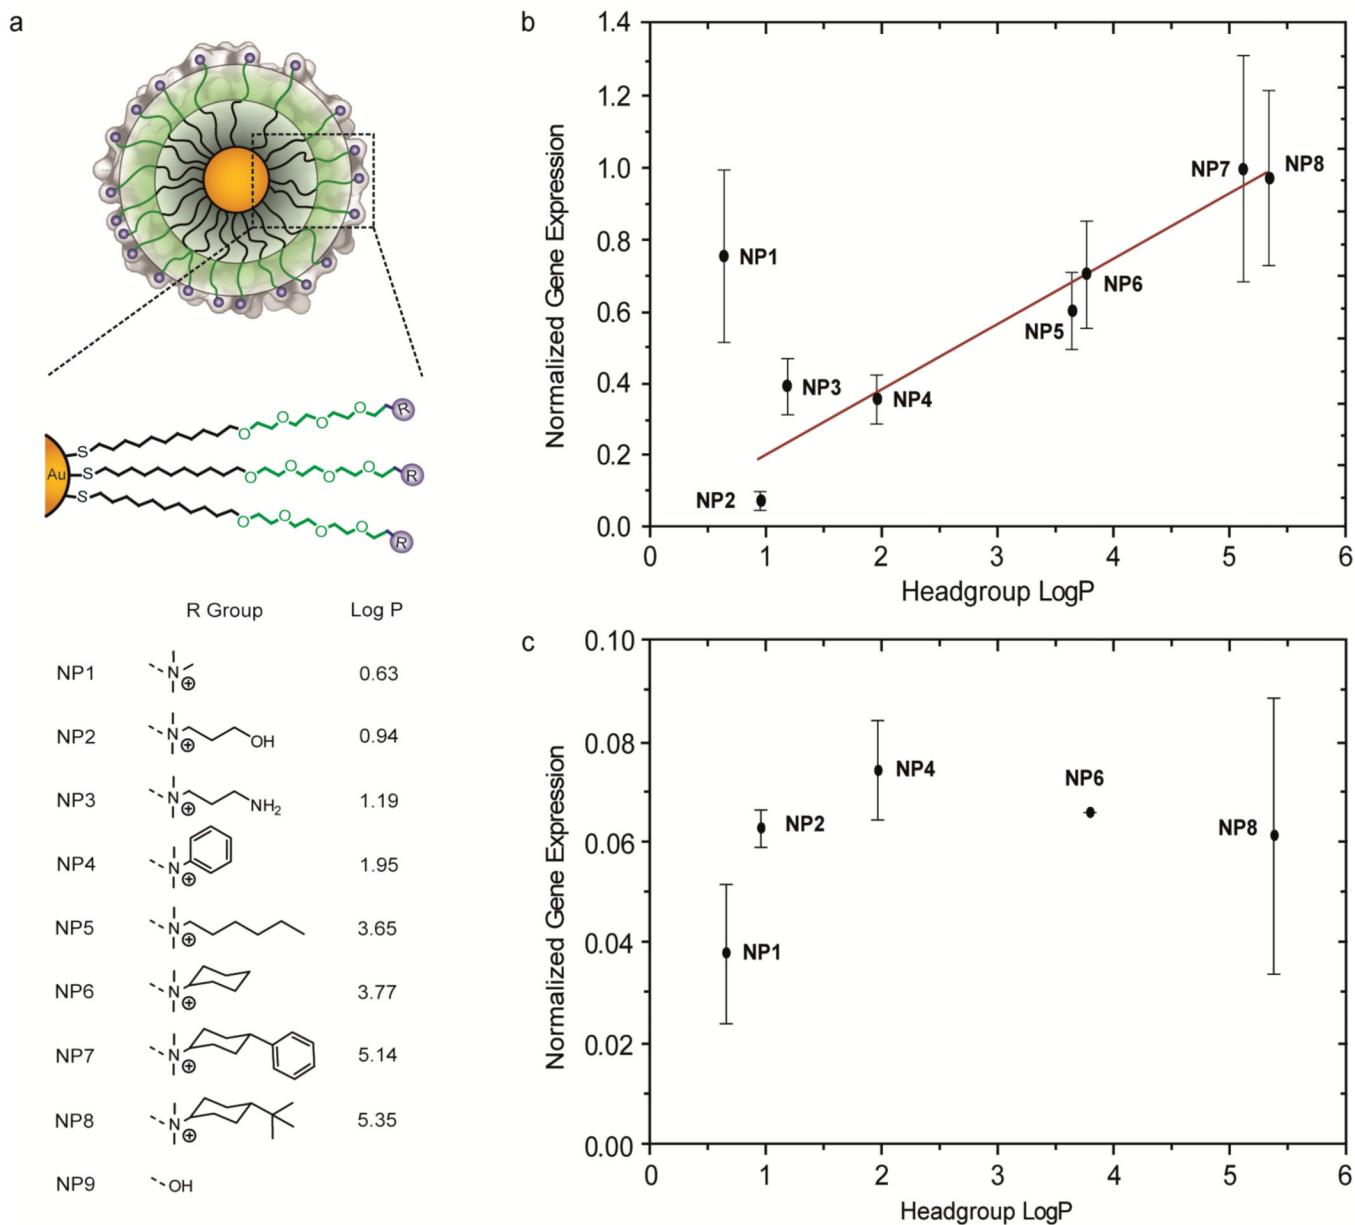 a
R
O
O
O
O
S
Au
S
O
O
O
O
R
S
O
O
O
O
R
R Group Log P
NP1 N ⊕ 0.63
NP2 N ⊕ OH 0.94
NP3 N ⊕ NH2 1.19
NP4 N ⊕ 1.95
NP5 N ⊕ 3.65
NP6 N ⊕ 3.77
NP7 N ⊕ 5.14
NP8 N ⊕ 5.35
NP9 OH
b
Normalized Gene Expression
1.4
1.2
1.0
0.8
0.6
0.4
0.2
0.0
NP7 NP8
NP1
NP6
NP5
NP3
NP4
NP2
0 1 2 3 4 5 6
Headgroup LogP
c
Normalized Gene Expression
0.10
0.08
0.06
0.04
0.02
0.00
NP4
NP6
NP2
NP8
NP1
0 1 2 3 4 5 6
Headgroup LogP